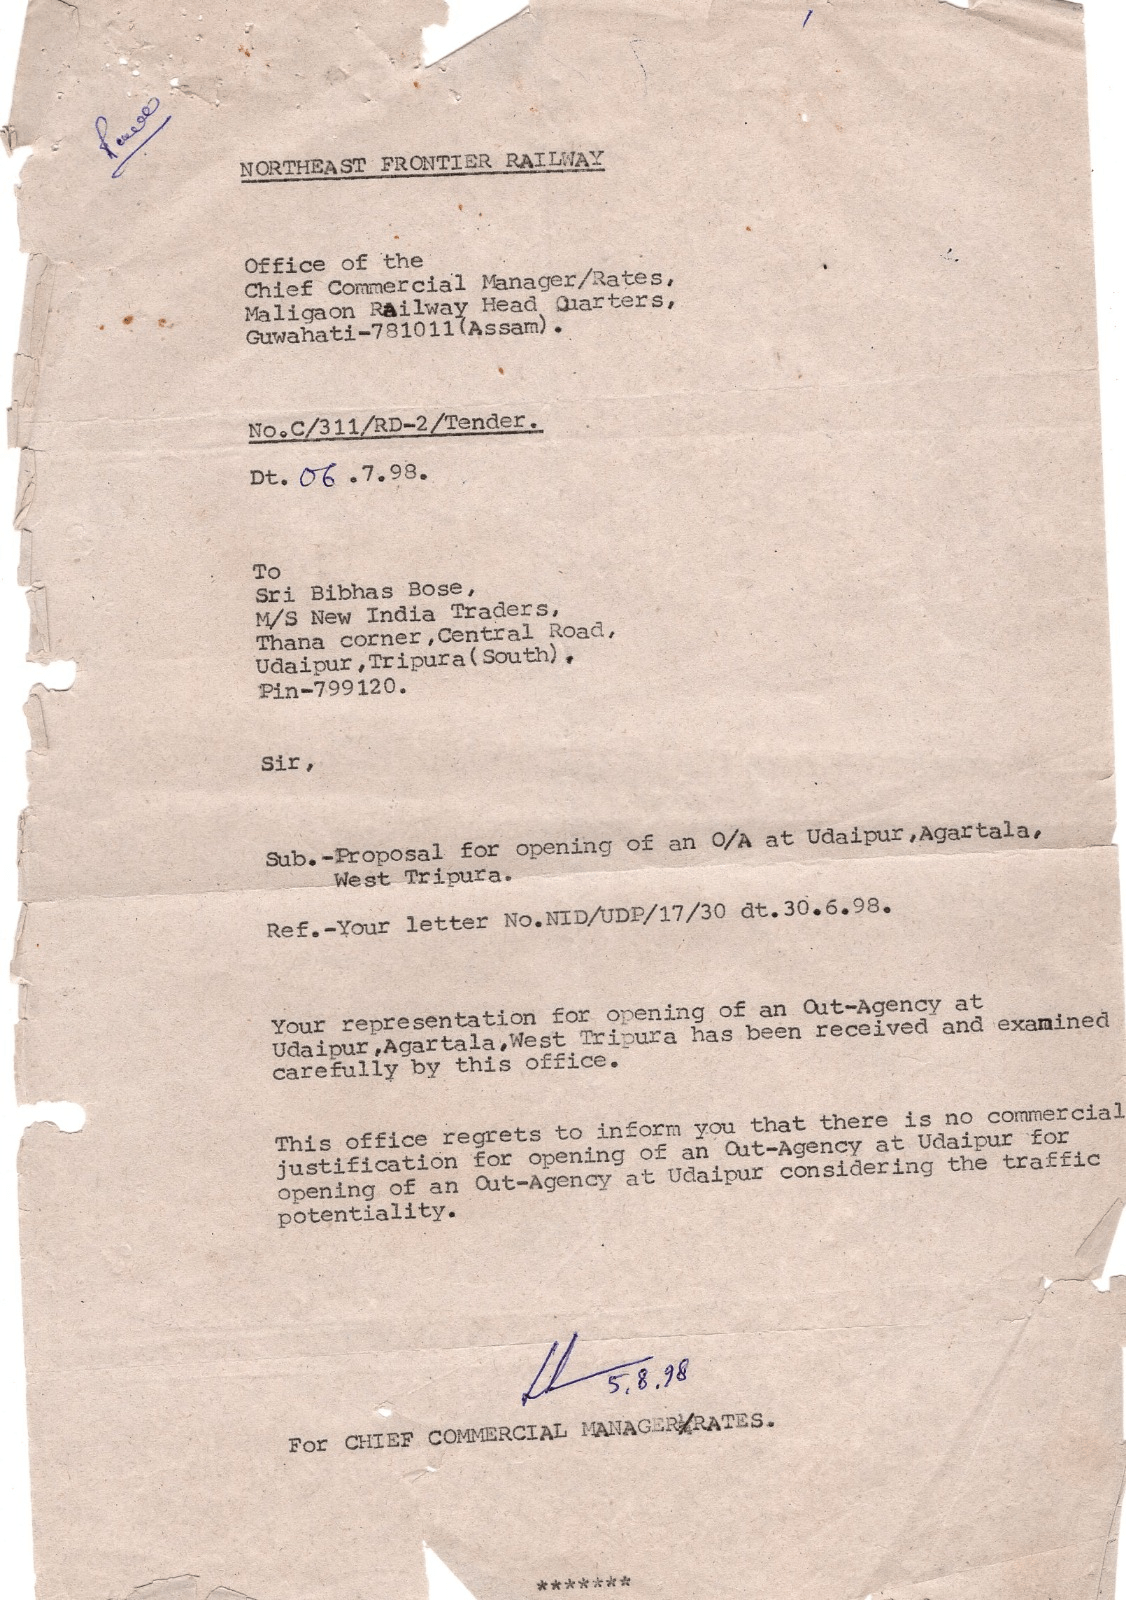 NORTHEAST FRONTIER RAILWAY
Office of the
Chief Commercial Manager/Rates,
Maligaon Railway Head Quarters,
Guwahati-781011(Assam).
No.C/311/RD-2/Tender.
Dt. 06 .7.98.
To
Sri Bibhas Bose,
M/S New India Traders,
Thana corner,Central Road,
Udaipur,Tripura(South).
Pin-799120.
Sir,
Sub.-Proposal for opening of an O/A at Udaipur,Agartala,
West Tripura.
Ref.-Your letter No.NID/UDP/17/30 dt.30.6.98.
Your representation for opening of an Out-Agency at
Udaipur,Agartala,West Tripura has been received and examined
carefully by this office.
This office regrets to inform you that there is no commercial
justification for opening of an Out-Agency at Udaipur for
opening of an Out-Agency at Udaipur considering the traffic
potentiality.
5.8.98
For CHIEF COMMERCIAL MANAGER/RATES.
*******